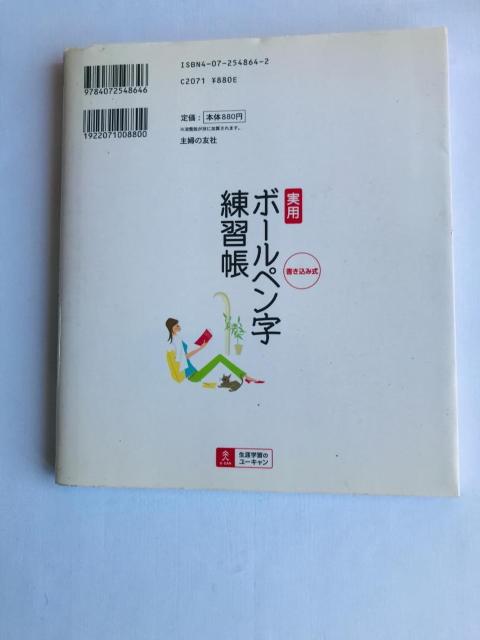 ISBN4-07-254864-2
C2071 ¥880E
9784072548646
1922071008800
定価：本体880円
※消費税が別に加算されます。
主婦の友社
実用
ボールペン字
練習帳
書き込み式
生涯学習の
ユーキャン
U-CAN